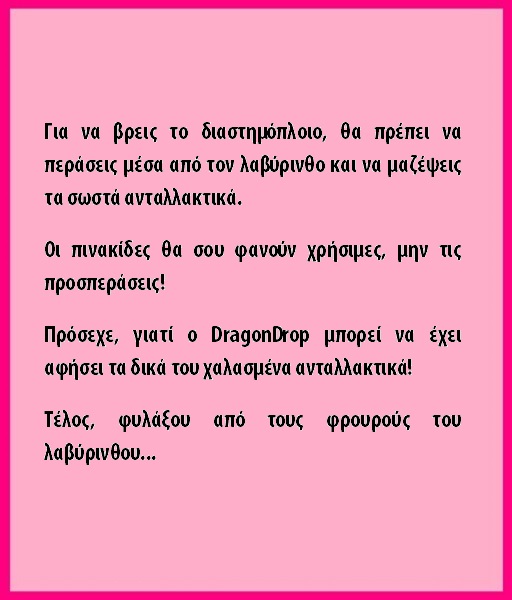 Για να βρεις το διαστημόπλοιο, θα πρέπει να
περάσεις μέσα από τον λαβύρινθο και να μαζέψεις
τα σωστά ανταλλακτικά.
Οι πινακίδες θα σου φανούν χρήσιμες, μην τις
προσπεράσεις!
Πρόσεχε, γιατί ο DragonDrop μπορεί να έχει
αφήσει τα δικά του χαλασμένα ανταλλακτικά!
Τέλος, φυλάξου από τους φρουρούς του
λαβύρινθου...